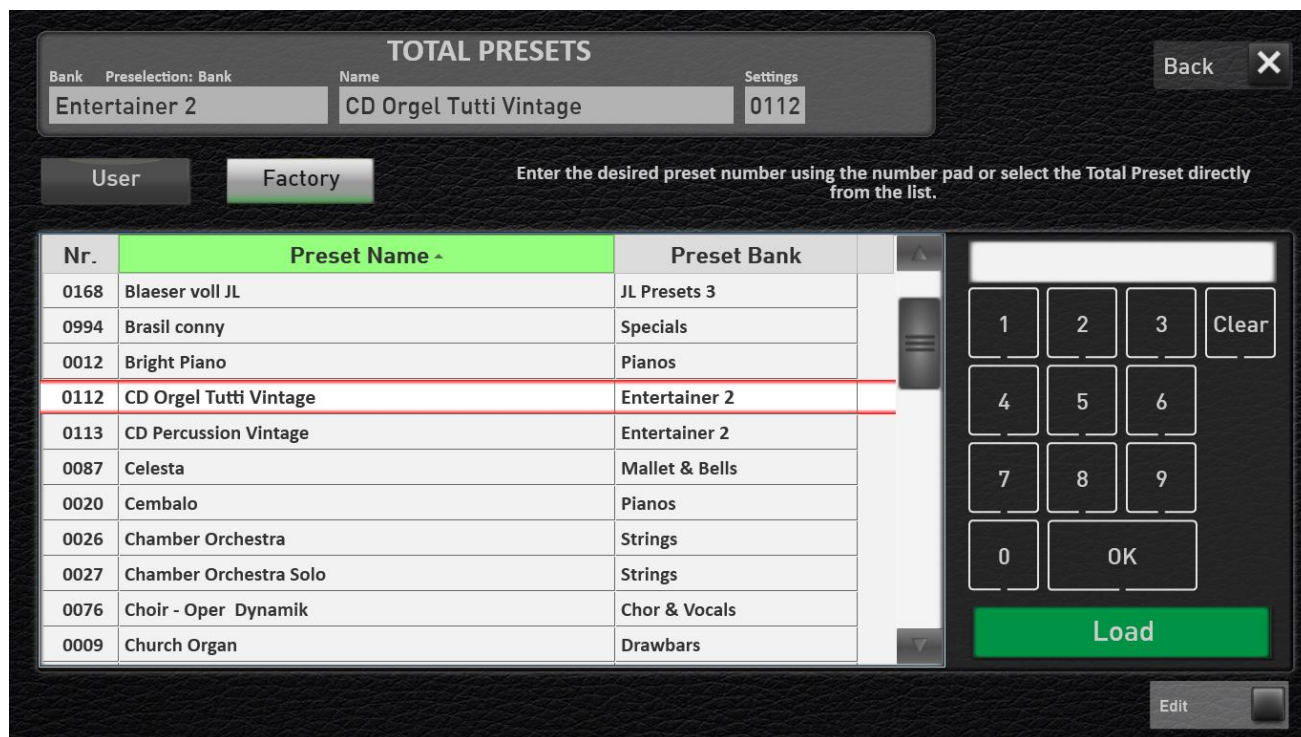 TOTAL PRESETS
Bank Preselection: Bank Name Settings
Entertainer 2 CD Orgel Tutti Vintage 0112
Back
User Factory
Enter the desired preset number using the number pad or select the Total Preset directly
from the list.
Nr. Preset Name Preset Bank
0168 Blaeser voll JL JL Presets 3
0994 Brasil conny Specials
0012 Bright Piano Pianos
0112 CD Orgel Tutti Vintage Entertainer 2
0113 CD Percussion Vintage Entertainer 2
0087 Celesta Mallet & Bells
0020 Cembalo Pianos
0026 Chamber Orchestra Strings
0027 Chamber Orchestra Solo Strings
0076 Choir - Oper  Dynamik Chor & Vocals
0009 Church Organ Drawbars
1 2 3 Clear
4 5 6
7 8 9
0 OK
Load
Edit